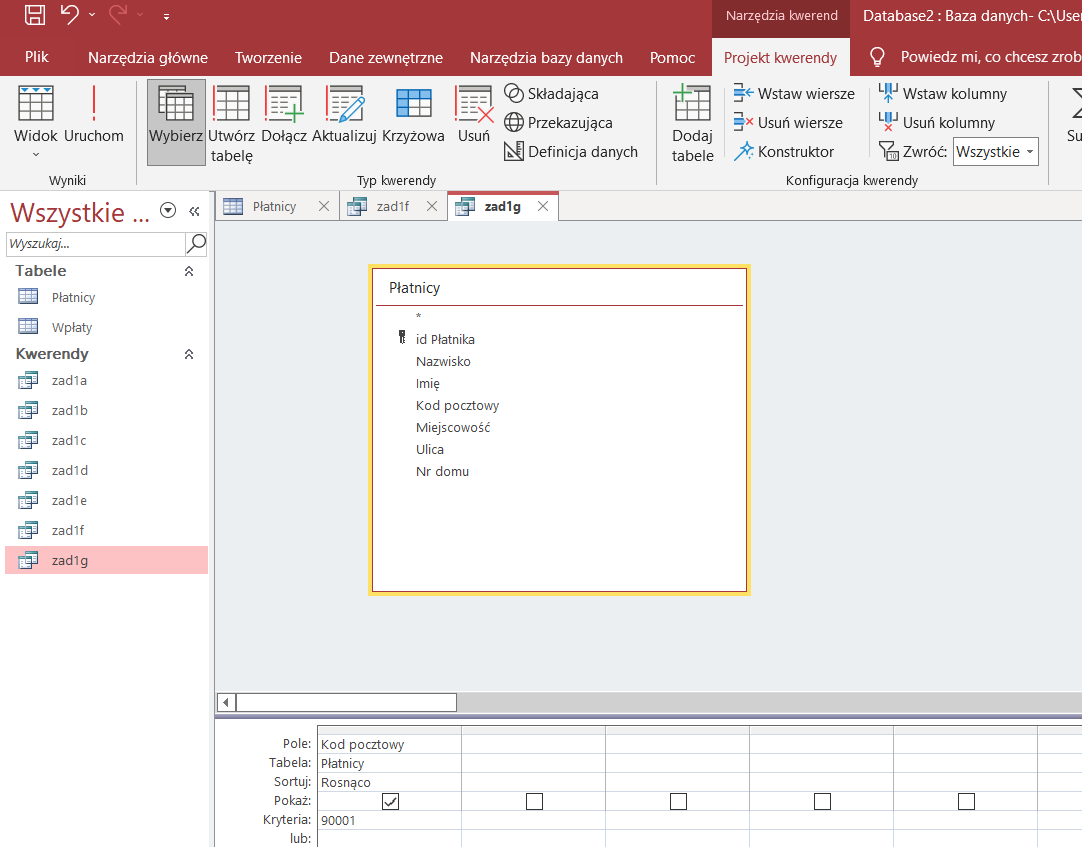 Narzędzia kwerend Database2 : Baza danych- C:\User
Plik Narzędzia główne Tworzenie Dane zewnętrzne Narzędzia bazy danych Pomoc Projekt kwerendy Powiedz mi, co chcesz zrob
Widok Uruchom Wybierz Utwórz tabelę Dołącz Aktualizuj Krzyżowa Usuń
Składająca
Przekazująca
Definicja danych
Dodaj tabele
Wstaw wiersze
Usuń wiersze
Konstruktor
Wstaw kolumny
Usuń kolumny
Zwróć: Wszystkie
Su
Wyniki Typ kwerendy Konfiguracja kwerendy
Wszystkie ...
Wyszukaj...
Tabele
Płatnicy
Wpłaty
Kwerendy
zad1a
zad1b
zad1c
zad1d
zad1e
zad1f
zad1g
Płatnicy zad1f zad1g
Płatnicy
*
id Płatnika
Nazwisko
Imię
Kod pocztowy
Miejscowość
Ulica
Nr domu
Pole: Kod pocztowy
Tabela: Płatnicy
Sortuj: Rosnąco
Pokaż:
Kryteria: 90001
lub: